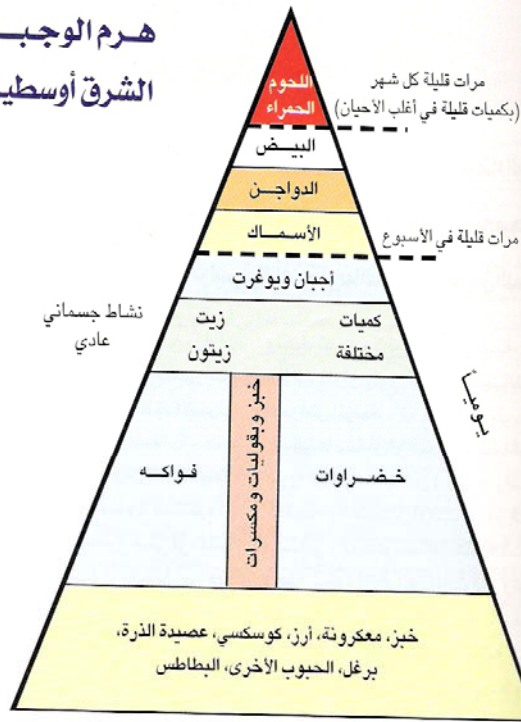 هرم الوجبـ
الشرق أوسطيـ
اللحوم
الحمراء
مرات قليلة كل شهر
(بكميات قليلة في أغلب الأحيان)
البيـض
الدواجـن
الأسمـاك
مرات قليلة في الأسبوع
أجبان ويوغرت
نشاط جسماني
عادي
كميات
مختلفة
زيت
زيتون
يومياً
خضـراوات
خبز وبقوليات ومكسرات
فواكـه
خبز، معكرونة، أرز، كوسكسي، عصيدة الذرة،
برغل، الحبوب الأخرى، البطاطس